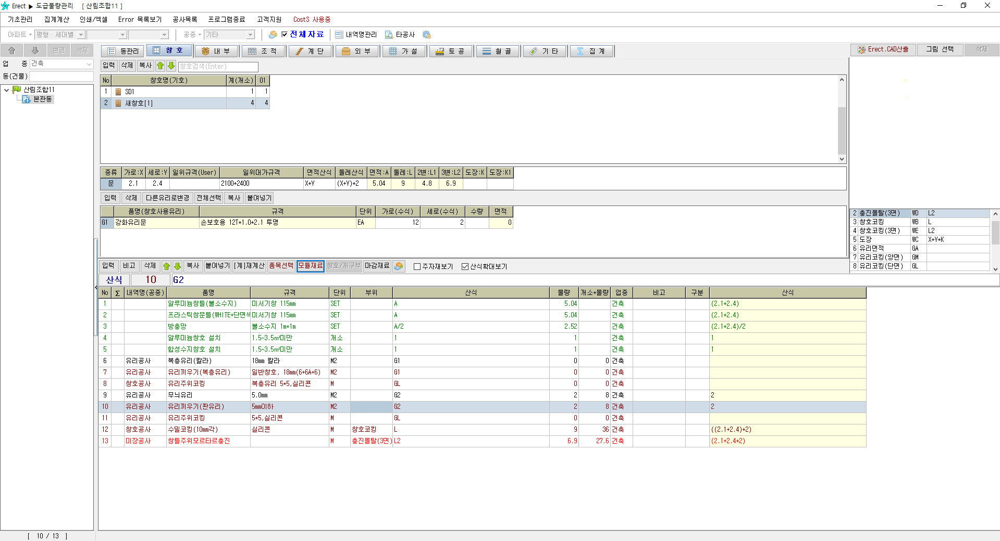 Erect ▶ 도급물량관리 [ 산림조합11 ]
기초관리 집계계산 인쇄/엑셀 Error 목록보기 공사목록 프로그램종료 고객지원 CostS 사용중
아파트 평형·세대별 공종 기타 전체자료 내역명관리 타공사
변경 삭제 동관리 창 호 내 부 조 적 계 단 외 부 가 설 토 공 철 골 기 타 집 계 Erect.CAD산출 그림 선택 삭제
업 종 건축
동(건물)
산림조합11
본관동
입력 삭제 복사 창호검색(Enter)
No 창호명(기호) 계(개소) 01
1 SD1 1 1
2 새창호[1] 4 4
종류 가로:X 세로:Y 일위규격(User) 일위대가규격 면적산식 둘레산식 면적:A 둘레:L 2변:L1 3변:L2 도장:K 도장:K1
문 2.1 2.4 2100*2400 X*Y (X+Y)*2 5.04 9 4.8 6.9
입력 삭제 다른유리로변경 전체선택 복사 붙여넣기
품명(창호사용유리) 규격 단위 가로(수식) 세로(수식) 수량 면적
G1 강화유리문 손보호용 12T*1.0*2.1 투명 EA 12 2 0
2 충진몰탈(3면) WD L2
3 창호코킹 WB L
4 창호코킹(3면) WE L2
5 도장 WC X*Y*K
6 유리면적 GA
7 유리코킹(양면) GM
8 유리코킹(단면) GL
입력 비고 삭제 복사 붙여넣기 [계]재계산 품목선택 모듈재료 창호/개구부 마감재료 주자재보기 산식확대보기
산식 10 G2
No Σ 내역명(공종) 품명 규격 단위 부위 산식 물량 개소*물량 업종 비고 구분 산식
1 알루미늄창틀(불소수지) 미서기창 115mm SET A 5.04 건축 (2.1*2.4)
2 프라스틱창문틀(WHITE+단면 미서기창 115mm SET A 5.04 건축 (2.1*2.4)
3 방충망 불소수지 1m*1m SET A/2 2.52 건축 (2.1*2.4)/2
4 알루미늄창호 설치 1.5~3.5㎡미만 개소 1 1 건축 1
5 합성수지창호 설치 1.5~3.5㎡미만 개소 1 1 건축 1
6 유리공사 복층유리(칼라) 18mm 칼라 M2 G1 0 0 건축
7 유리공사 유리끼우기(복층유리) 일반창호, 18mm(6+6A+6) M2 G1 0 0 건축
8 창호공사 유리주위코킹 복층유리 5*5,실리콘 M GL 0 0 건축
9 유리공사 무늬유리 5.0mm M2 G2 2 8 건축 2
10 유리공사 유리끼우기(판유리) 5mm이하 M2 G2 2 8 건축 2
11 유리공사 유리주위코킹 5*5,실리콘 M GL 0 0 건축
12 창호공사 수밀코킹(10mm각) 실리콘 M 창호코킹 L 9 36 건축 ((2.1+2.4)*2)
13 미장공사 창틀주위모르타르충진 M 충진몰탈(3면) L2 6.9 27.6 건축 (2.1+2.4*2)
[ 10 / 13 ]